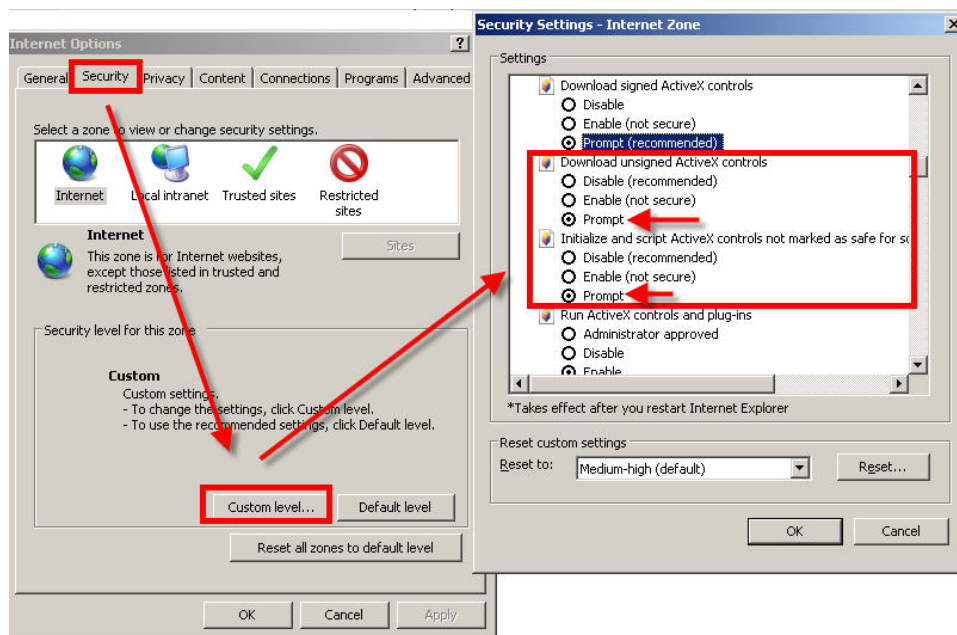 Internet Options
?
General
Security
Privacy
Content
Connections
Programs
Advanced
Select a zone to view or change security settings.
Internet
Local intranet
Trusted sites
Restricted sites
Internet
This zone is for Internet websites,
except those listed in trusted and
restricted zones.
Sites
Security level for this zone
Custom
Custom settings.
- To change the settings, click Custom level.
- To use the recommended settings, click Default level.
Custom level...
Default level
Reset all zones to default level
OK
Cancel
Apply
Security Settings - Internet Zone
X
Settings
Download signed ActiveX controls
Disable
Enable (not secure)
Prompt (recommended)
Download unsigned ActiveX controls
Disable (recommended)
Enable (not secure)
Prompt
Initialize and script ActiveX controls not marked as safe for sc
Disable (recommended)
Enable (not secure)
Prompt
Run ActiveX controls and plug-ins
Administrator approved
Disable
Enable
*Takes effect after you restart Internet Explorer
Reset custom settings
Reset to:
Medium-high (default)
Reset...
OK
Cancel